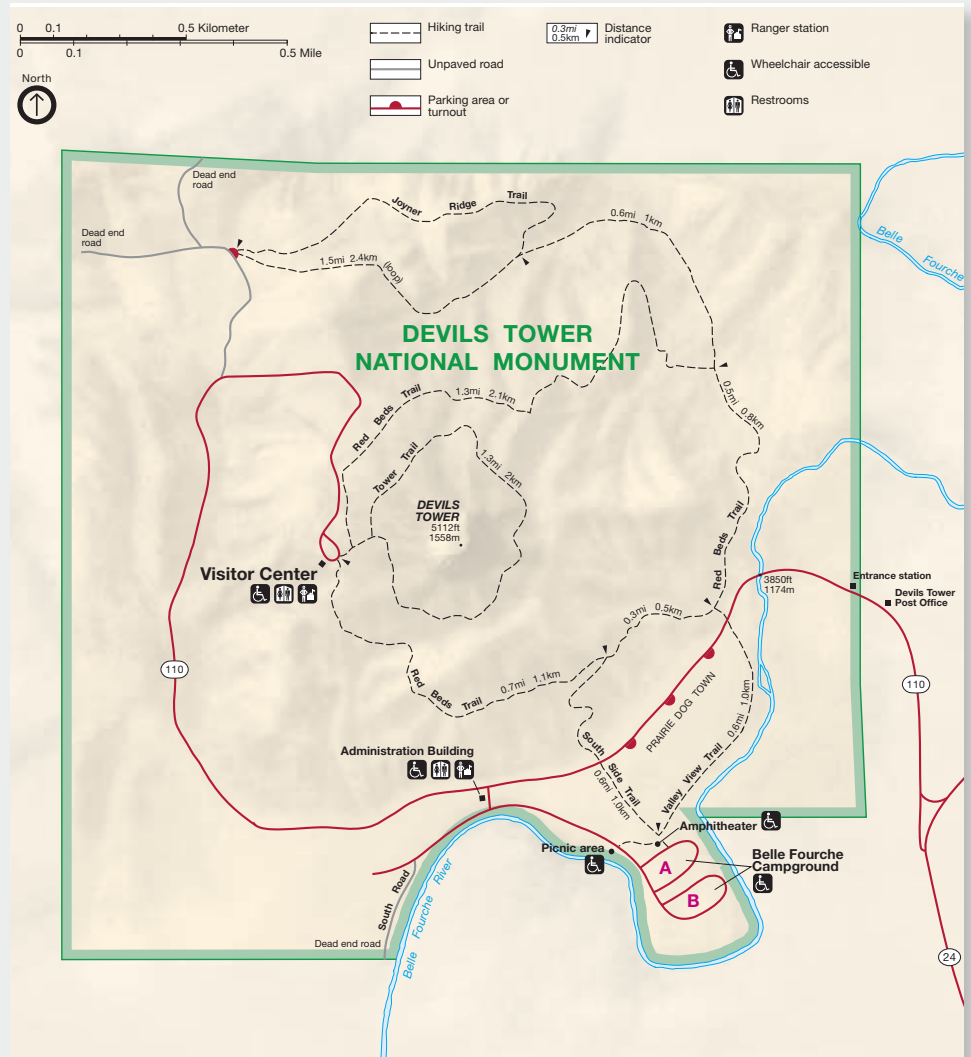 0 0.1 0.5 Kilometer
0 0.1 0.5 Mile
North
Hiking trail
Unpaved road
Parking area or
turnout
0.3mi
0.5km
Distance
indicator
Ranger station
Wheelchair accessible
Restrooms
Dead end
road
Dead end
road
Joyner Ridge Trail
1.5mi 2.4km (loop)
0.6mi 1km
Belle
Fourche
DEVILS TOWER
NATIONAL MONUMENT
Red Beds Trail
1.3mi 2.1km
0.5mi 0.8km
Tower Trail
1.3mi 2km
DEVILS
TOWER
5112ft
1558m
Red Beds Trail
Visitor Center
3850ft
1174m
Entrance station
Devils Tower
Post Office
0.3mi 0.5km
110
110
Red Beds Trail
0.7mi 1.1km
PRAIRIE DOG TOWN
0.6mi 1.0km
Valley View Trail
South Side Trail
0.6mi 1.0km
Administration Building
Amphitheater
Picnic area
A
B
Belle Fourche
Campground
South Road
Belle Fourche River
Dead end road
24